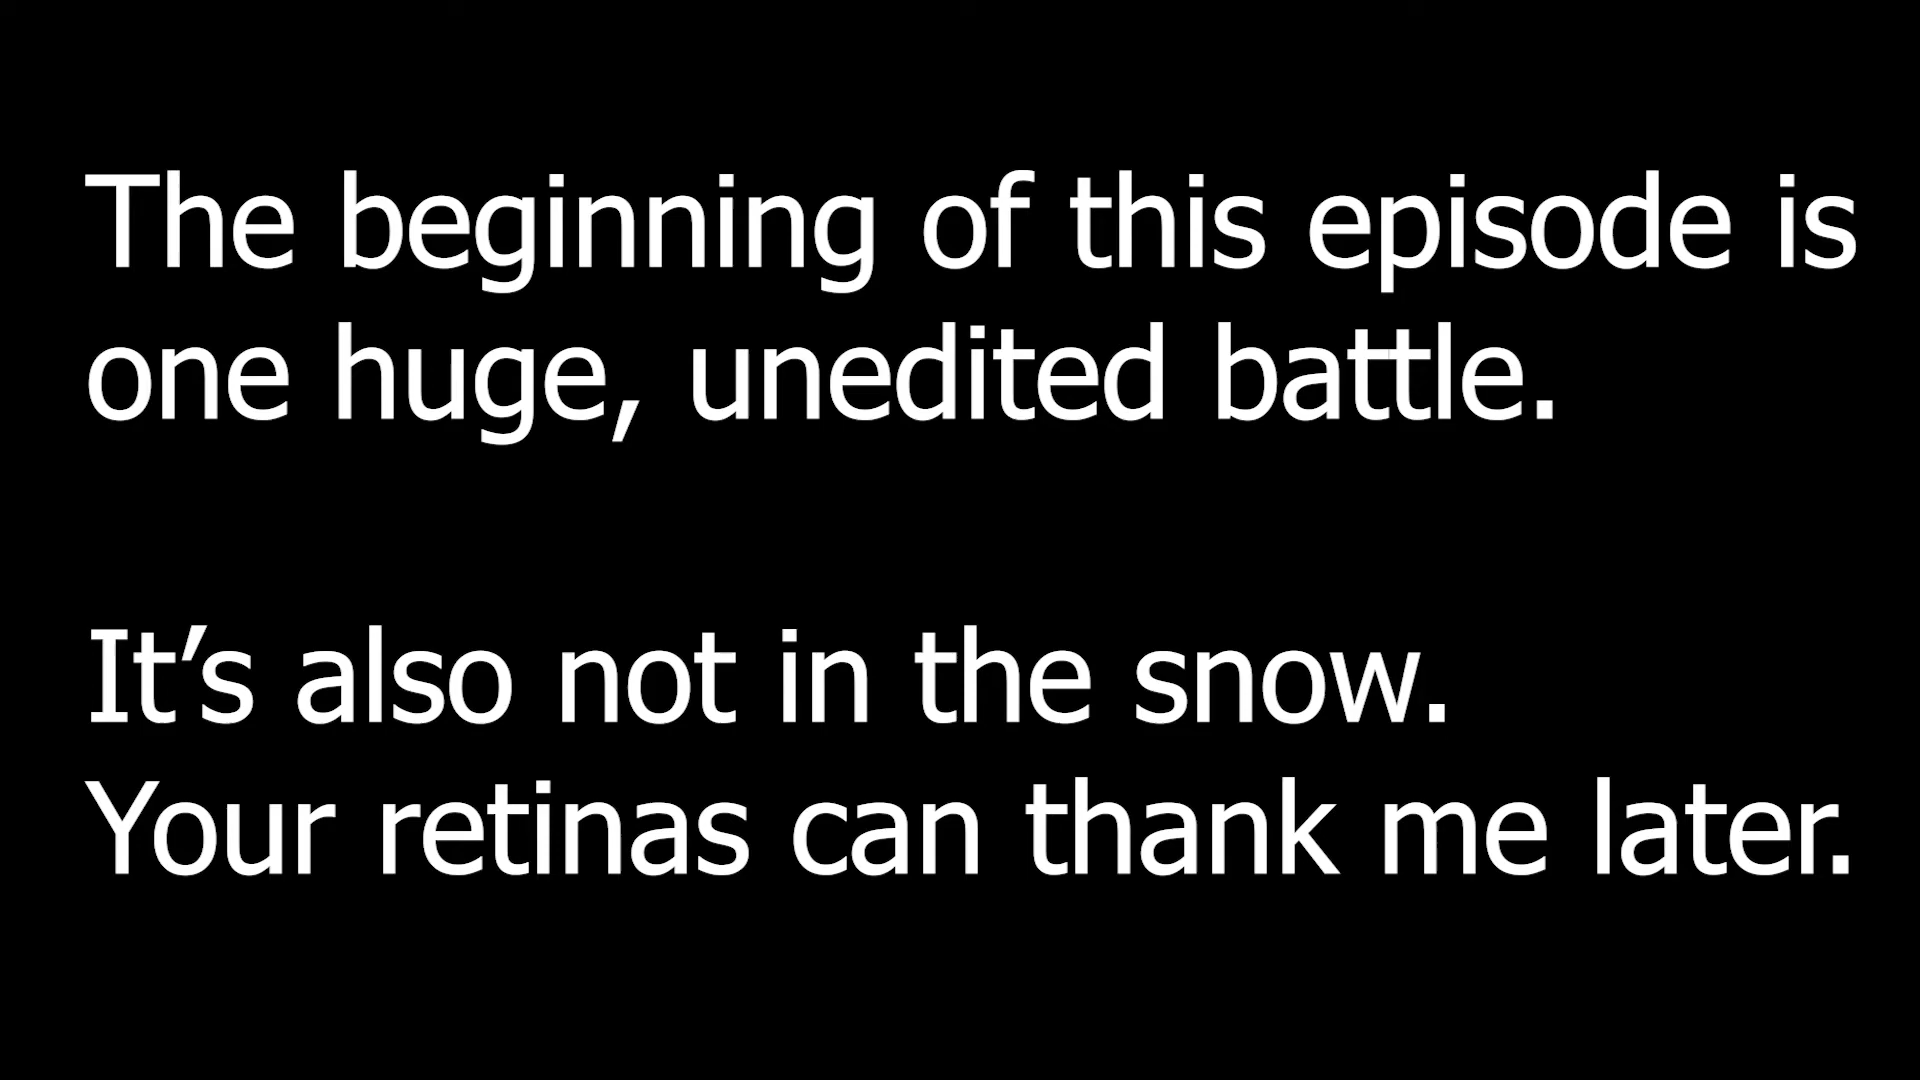 The beginning of this episode is
one huge, unedited battle.
It’s also not in the snow.
Your retinas can thank me later.